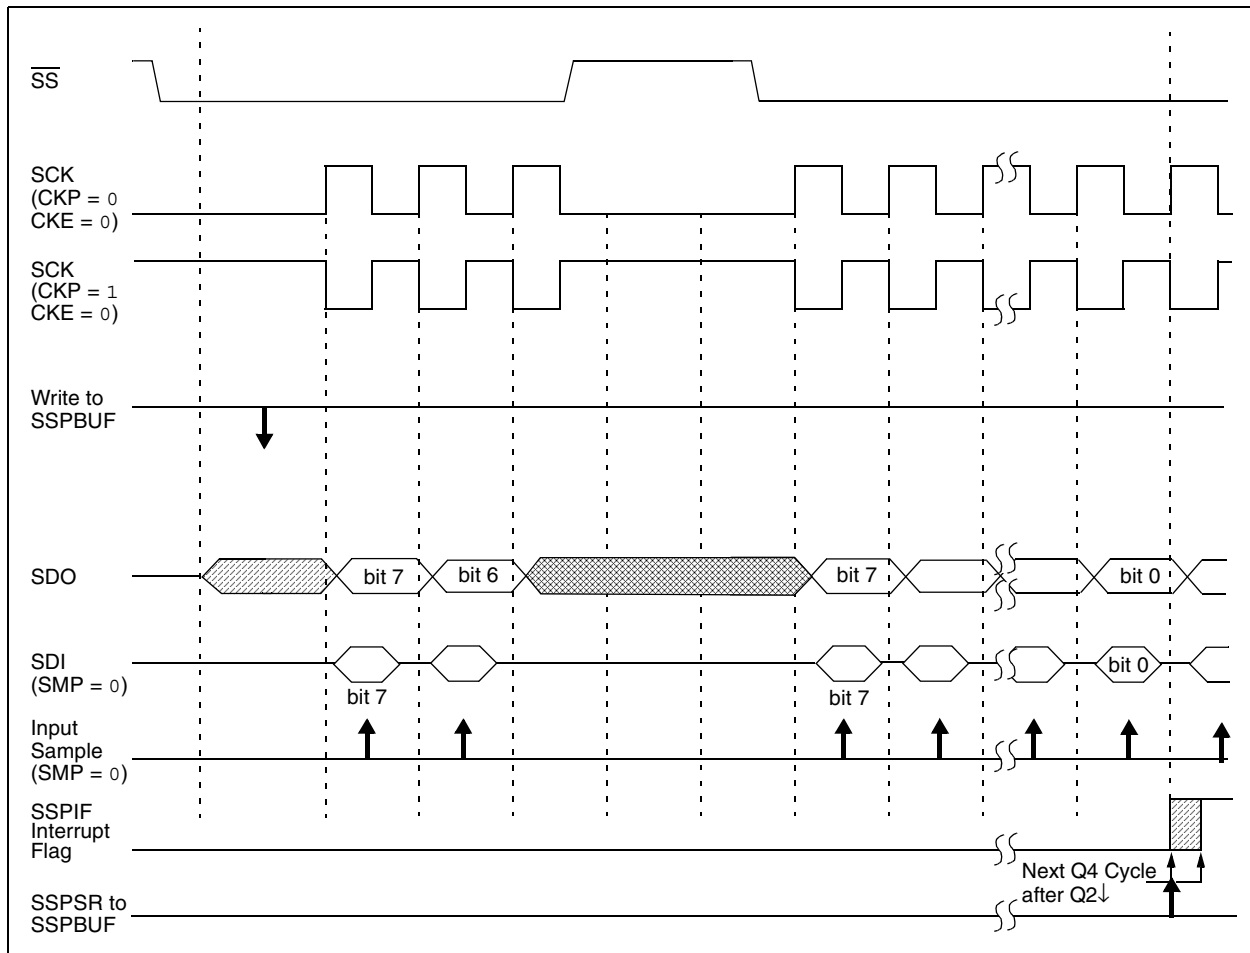 SS
SCK
(CKP = 0
CKE = 0)
SCK
(CKP = 1
CKE = 0)
Write to
SSPBUF
SDO
bit 7
bit 6
bit 7
bit 0
SDI
(SMP = 0)
bit 0
bit 7
bit 7
Input
Sample
(SMP = 0)
SSPIF
Interrupt
Flag
Next Q4 Cycle
after Q2↓
SSPSR to
SSPBUF